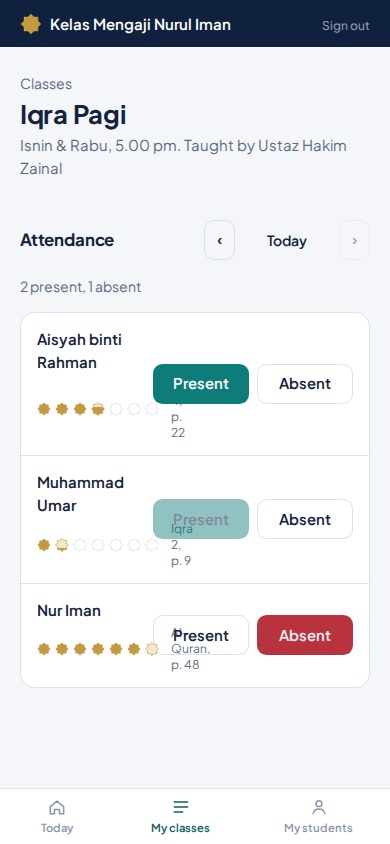 Kelas Mengaji Nurul Iman
Sign out
Classes
Iqra Pagi
Isnin & Rabu, 5.00 pm. Taught by Ustaz Hakim
Zainal
Attendance
‹
Today
›
2 present, 1 absent
Aisyah binti
Rahman
Present
Absent
p.
22
Muhammad
Umar
Present
Absent
Iqra
2,
p. 9
Nur Iman
Present
Absent
Quran,
p. 48
Today
My classes
My students